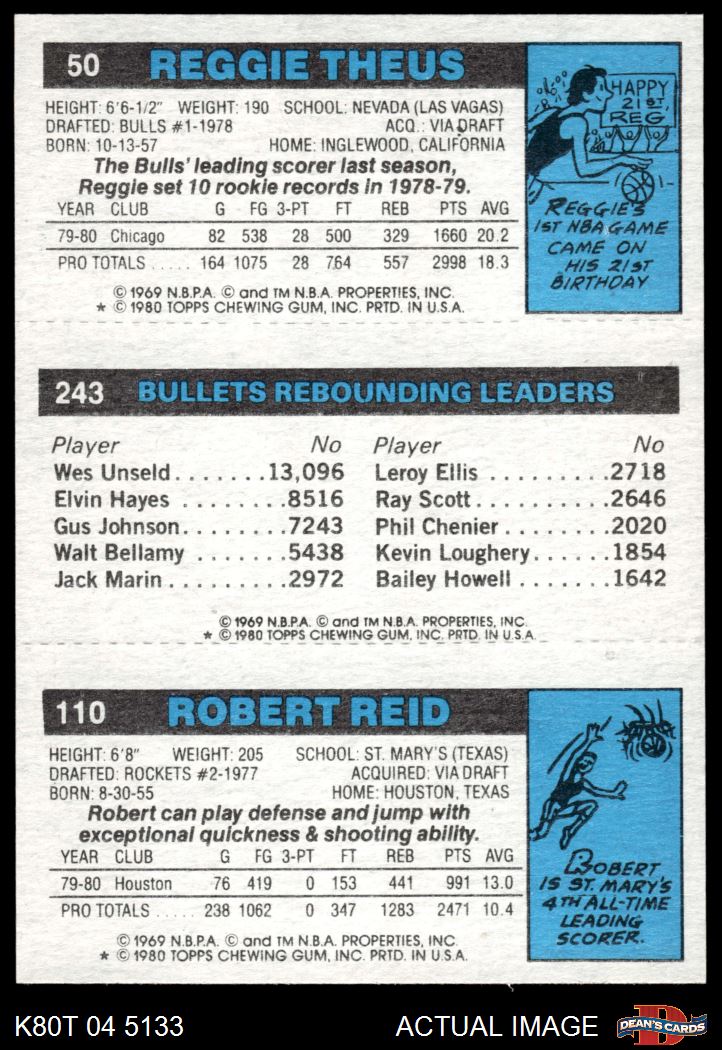 50 REGGIE THEUS
HEIGHT: 6'6-1/2" WEIGHT: 190 SCHOOL: NEVADA (LAS VAGAS)
DRAFTED: BULLS #1-1978 ACQ.: VIA DRAFT
BORN: 10-13-57 HOME: INGLEWOOD, CALIFORNIA
The Bulls' leading scorer last season,
Reggie set 10 rookie records in 1978-79.
YEAR CLUB G FG 3-PT FT REB PTS AVG
79-80 Chicago 82 538 28 500 329 1660 20.2
PRO TOTALS ..... 164 1075 28 764 557 2998 18.3
© 1969 N.B.P.A. © and TM N.B.A. PROPERTIES, INC.
* © 1980 TOPPS CHEWING GUM, INC. PRTD. IN U.S.A.
HAPPY
21ST,
REG
REGGIE'S
1ST NBA GAME
CAME ON
HIS 21ST
BIRTHDAY
243 BULLETS REBOUNDING LEADERS
Player No Player No
Wes Unseld.......13,096 Leroy Ellis .........2718
Elvin Hayes .......8516 Ray Scott..........2646
Gus Johnson.......7243 Phil Chenier ........2020
Walt Bellamy ......5438 Kevin Loughery.....1854
Jack Marin.........2972 Bailey Howell ......1642
© 1969 N.B.P.A. © and TM N.B.A. PROPERTIES, INC.
* © 1980 TOPPS CHEWING GUM, INC. PRTD. IN U.S.A.
110 ROBERT REID
HEIGHT: 6'8" WEIGHT: 205 SCHOOL: ST. MARY'S (TEXAS)
DRAFTED: ROCKETS #2-1977 ACQUIRED: VIA DRAFT
BORN: 8-30-55 HOME: HOUSTON, TEXAS
Robert can play defense and jump with
exceptional quickness & shooting ability.
YEAR CLUB G FG 3-PT FT REB PTS AVG
79-80 Houston 76 419 0 153 441 991 13.0
PRO TOTALS ..... 238 1062 0 347 1283 2471 10.4
© 1969 N.B.P.A. © and TM N.B.A. PROPERTIES, INC.
* © 1980 TOPPS CHEWING GUM, INC. PRTD. IN U.S.A.
ROBERT
IS ST. MARY'S
4TH ALL-TIME
LEADING
SCORER.
K80T 04 5133 ACTUAL IMAGE D DEAN'S CARDS